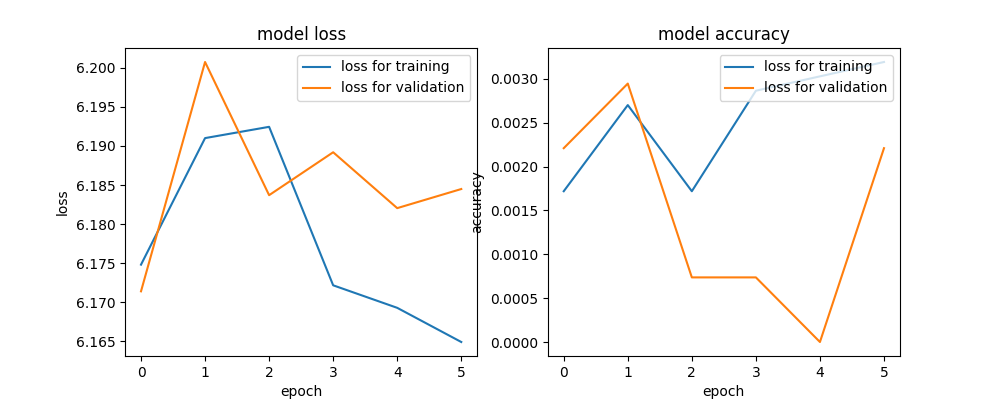 model loss
6.200
6.195
6.190
6.185
6.180
6.175
6.170
6.165
loss
loss for training
loss for validation
0 1 2 3 4 5
epoch
model accuracy
0.0030
0.0025
0.0020
0.0015
0.0010
0.0005
0.0000
accuracy
loss for training
loss for validation
0 1 2 3 4 5
epoch